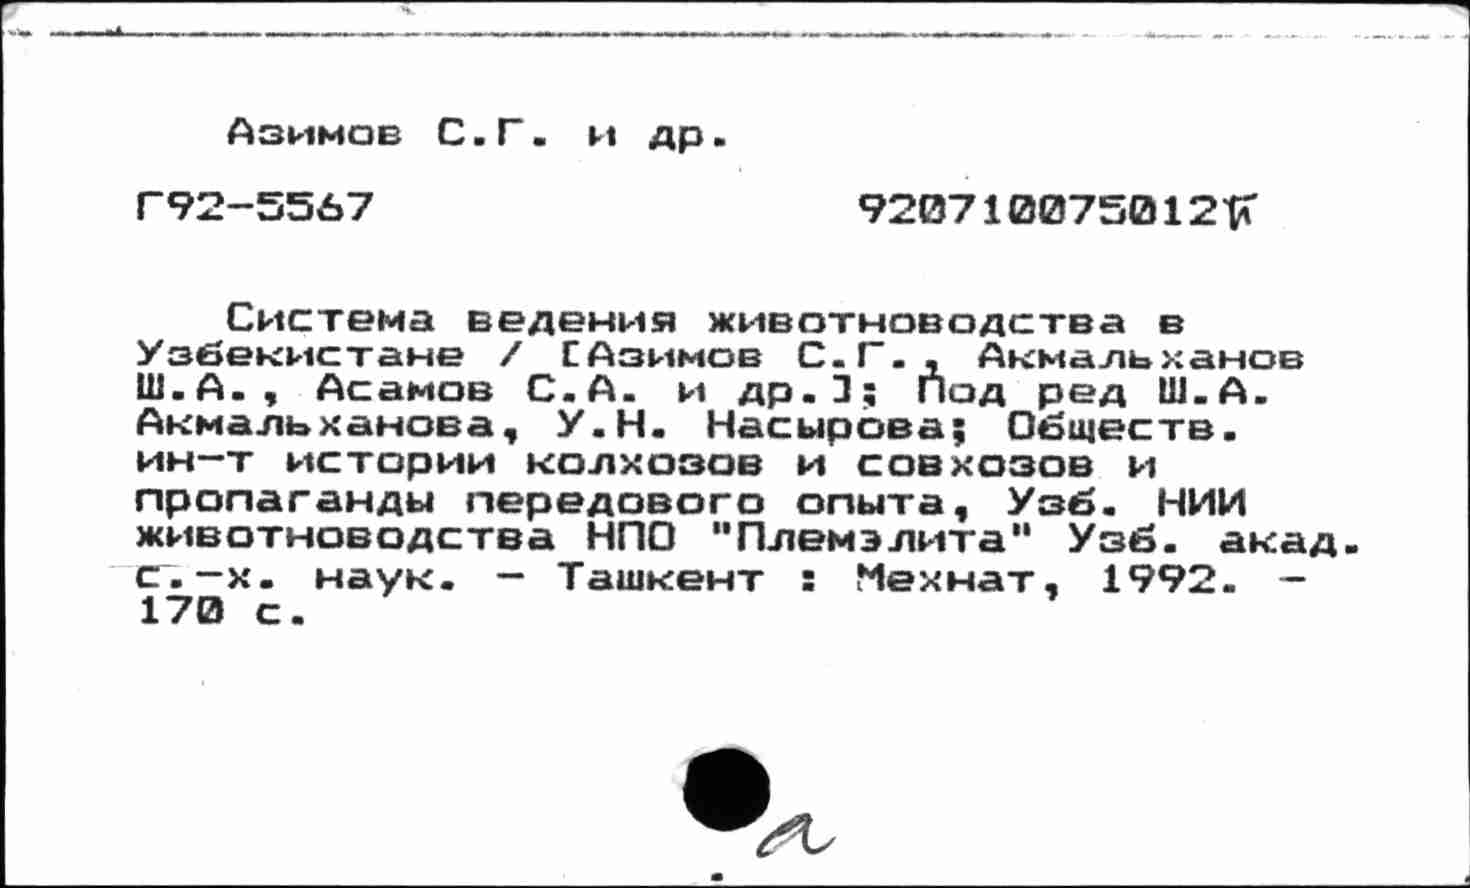 Азимов С.Г. и др.
Г92-5567 920710075012
Система ведения животноводства в
Узбекистане / [Азимов С.Г., Акмальханов
Ш.А., Асамов С.А. и др.]; Под ред Ш.А.
Акмальханова, У.Н. Насырова; Обществ.
ин-т истории колхозов и совхозов и
пропаганды передового опыта, Узб. НИИ
животноводства НПО "Племэлита" Узб. акад.
с.-х. наук. - Ташкент : Мехнат, 1992. -
170 с.
а